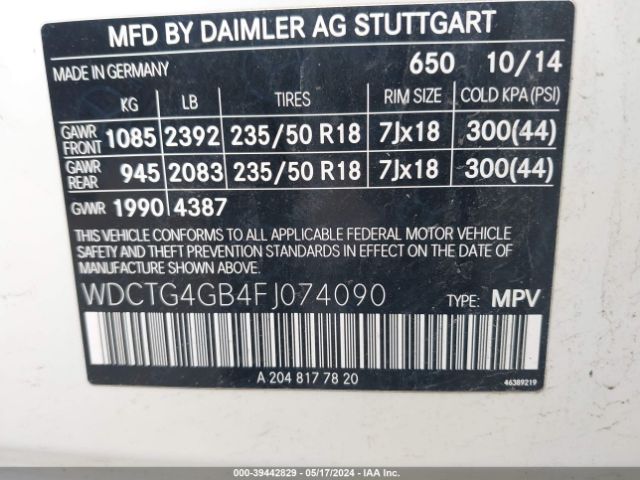 MFD BY DAIMLER AG STUTTGART
MADE IN GERMANY 650 10/14
KG LB TIRES RIM SIZE COLD KPA (PSI)
GAWR FRONT 1085 2392 235/50 R18 7Jx18 300(44)
GAWR REAR 945 2083 235/50 R18 7Jx18 300(44)
GVWR 1990 4387
THIS VEHICLE CONFORMS TO ALL APPLICABLE FEDERAL MOTOR VEHICLE
SAFETY AND THEFT PREVENTION STANDARDS IN EFFECT ON THE DATE OF
MANUFACTURE SHOWN ABOVE.
WDCTG4GB4FJ074090 TYPE: MPV
A 204 817 78 20
46389219
000-39442829 - 05/17/2024 - IAA, Inc.